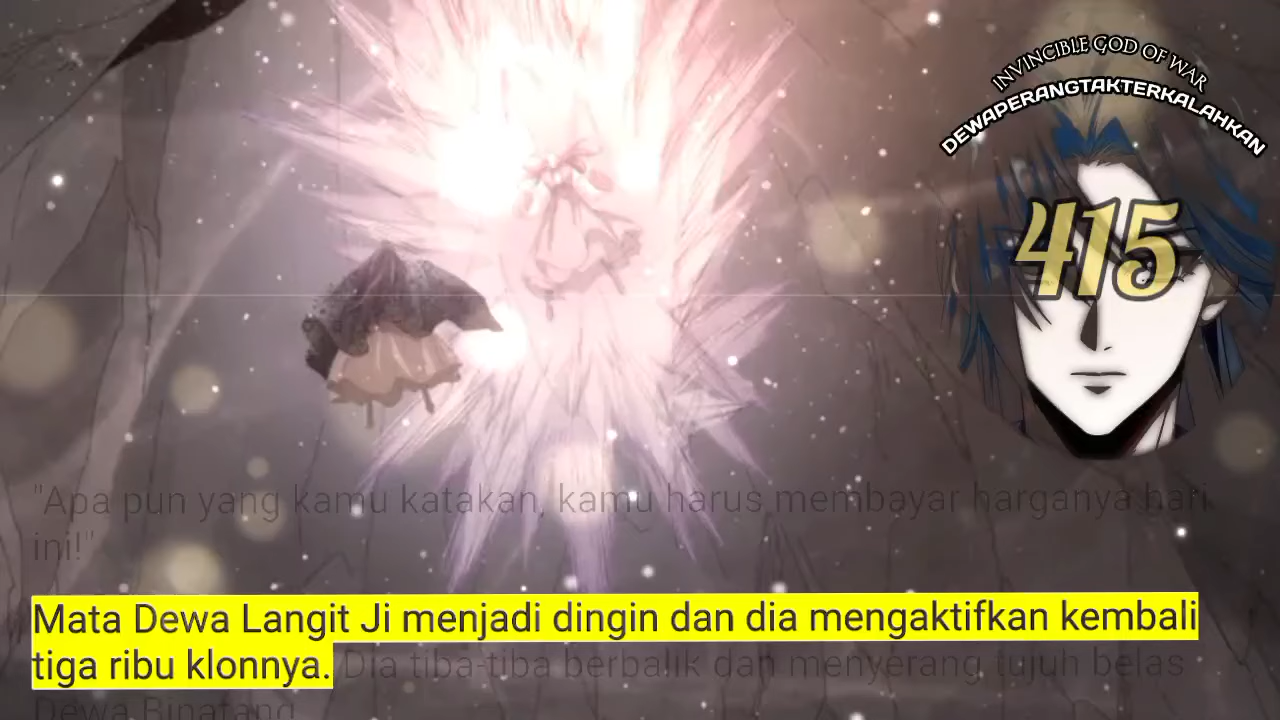 INVINCIBLE GOD OF WAR
DEWAPERANGTAKTERKALAHKAN
415
"Apa pun yang kamu katakan, kamu harus membayar harganya hari
ini!"
Mata Dewa Langit Ji menjadi dingin dan dia mengaktifkan kembali
tiga ribu klonnya. Dia tiba-tiba berbalik dan menyerang tujuh belas
Dewa Binatang